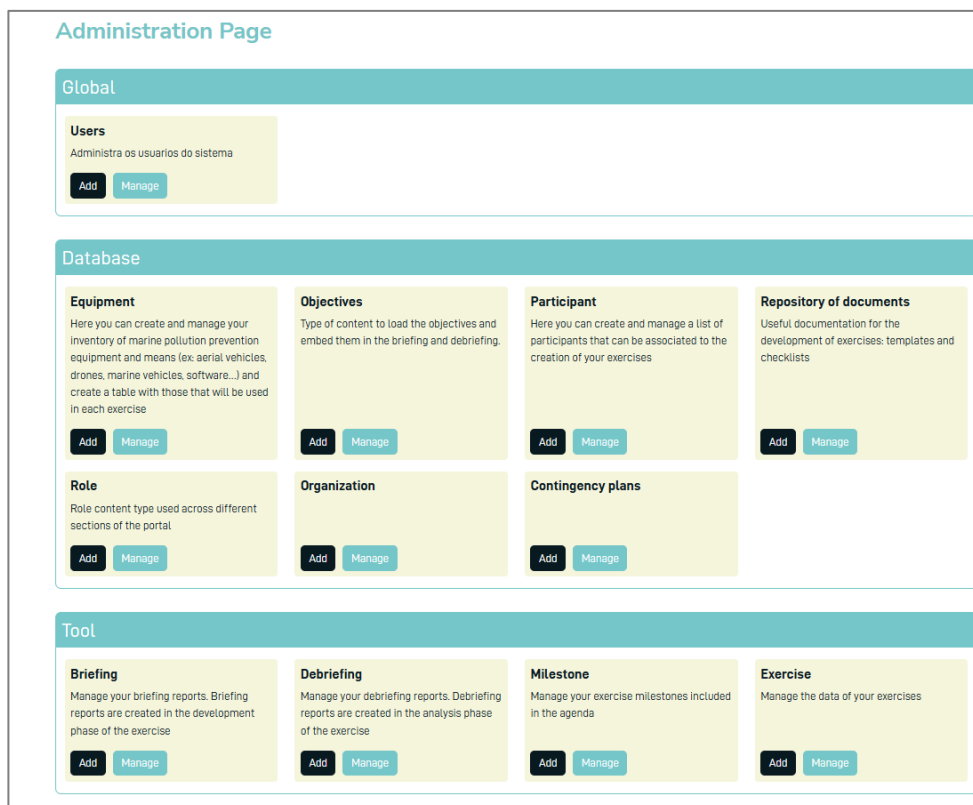 Administration Page
Global
Users
Administra os usuarios do sistema
Add Manage
Database
Equipment
Here you can create and manage your
inventory of marine pollution prevention
equipment and means (ex: aerial vehicles,
drones, marine vehicles, software...) and
create a table with those that will be used
in each exercise
Add Manage
Objectives
Type of content to load the objectives and
embed them in the briefing and debriefing.
Add Manage
Participant
Here you can create and manage a list of
participants that can be associated to the
creation of your exercises
Add Manage
Repository of documents
Useful documentation for the
development of exercises: templates and
checklists
Add Manage
Role
Role content type used across different
sections of the portal
Add Manage
Organization
Add Manage
Contingency plans
Add Manage
Tool
Briefing
Manage your briefing reports. Briefing
reports are created in the development
phase of the exercise
Add Manage
Debriefing
Manage your debriefing reports. Debriefing
reports are created in the analysis phase
of the exercise
Add Manage
Milestone
Manage your exercise milestones included
in the agenda
Add Manage
Exercise
Manage the data of your exercises
Add Manage